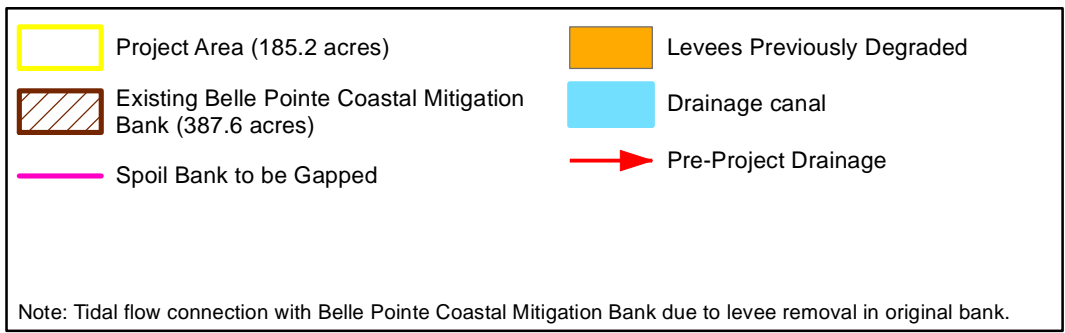 Project Area (185.2 acres)
Existing Belle Pointe Coastal Mitigation
Bank (387.6 acres)
Spoil Bank to be Gapped
Levees Previously Degraded
Drainage canal
Pre-Project Drainage
Note: Tidal flow connection with Belle Pointe Coastal Mitigation Bank due to levee removal in original bank.